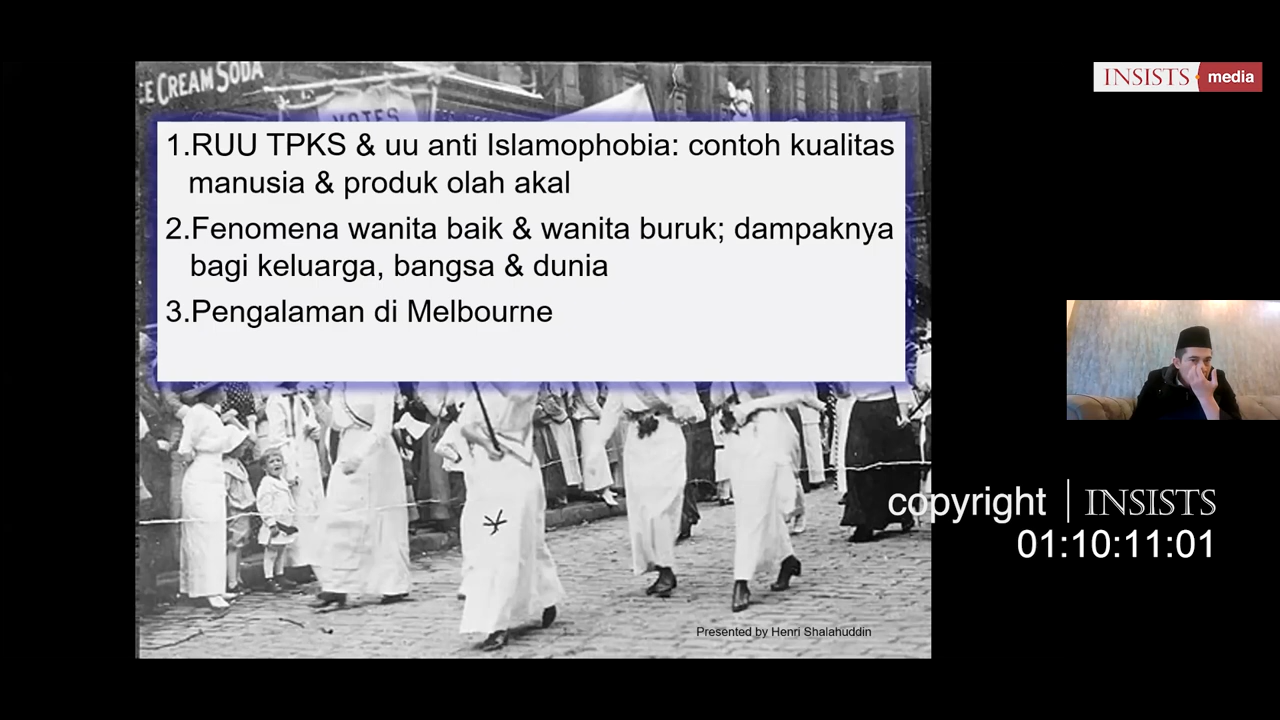 CE CREAM SODA
VOTES
1.RUU TPKS & uu anti Islamophobia: contoh kualitas
manusia & produk olah akal
2.Fenomena wanita baik & wanita buruk; dampaknya
bagi keluarga, bangsa & dunia
3.Pengalaman di Melbourne
Presented by Henri Shalahuddin
INSISTS media
copyright | INSISTS
01:10:11:01